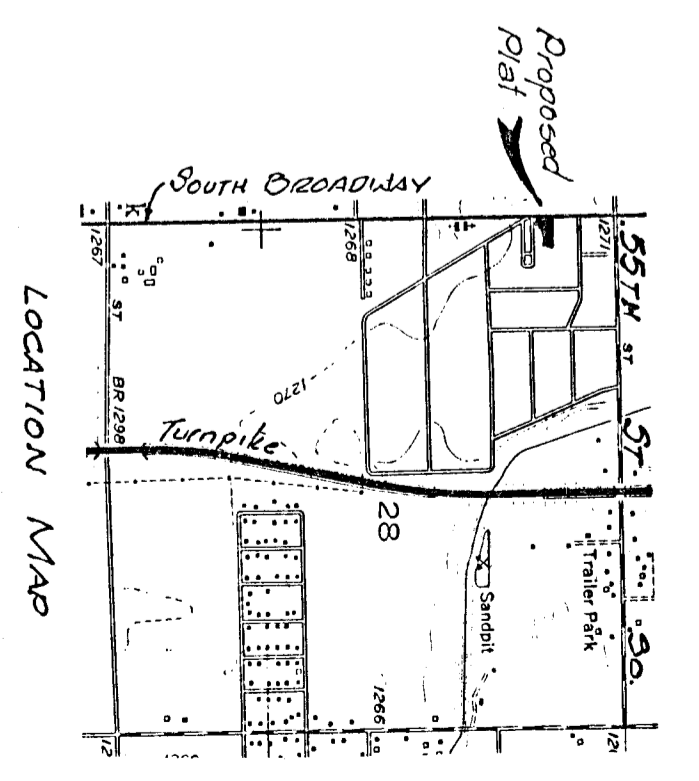 Proposed
Plat
SOUTH BROADWAY
1267
ST
BR 1298
1268
1271
55TH ST. SO.
ST
1270
Turnpike
28
Sandpit
Trailer Park
1266
LOCATION MAP